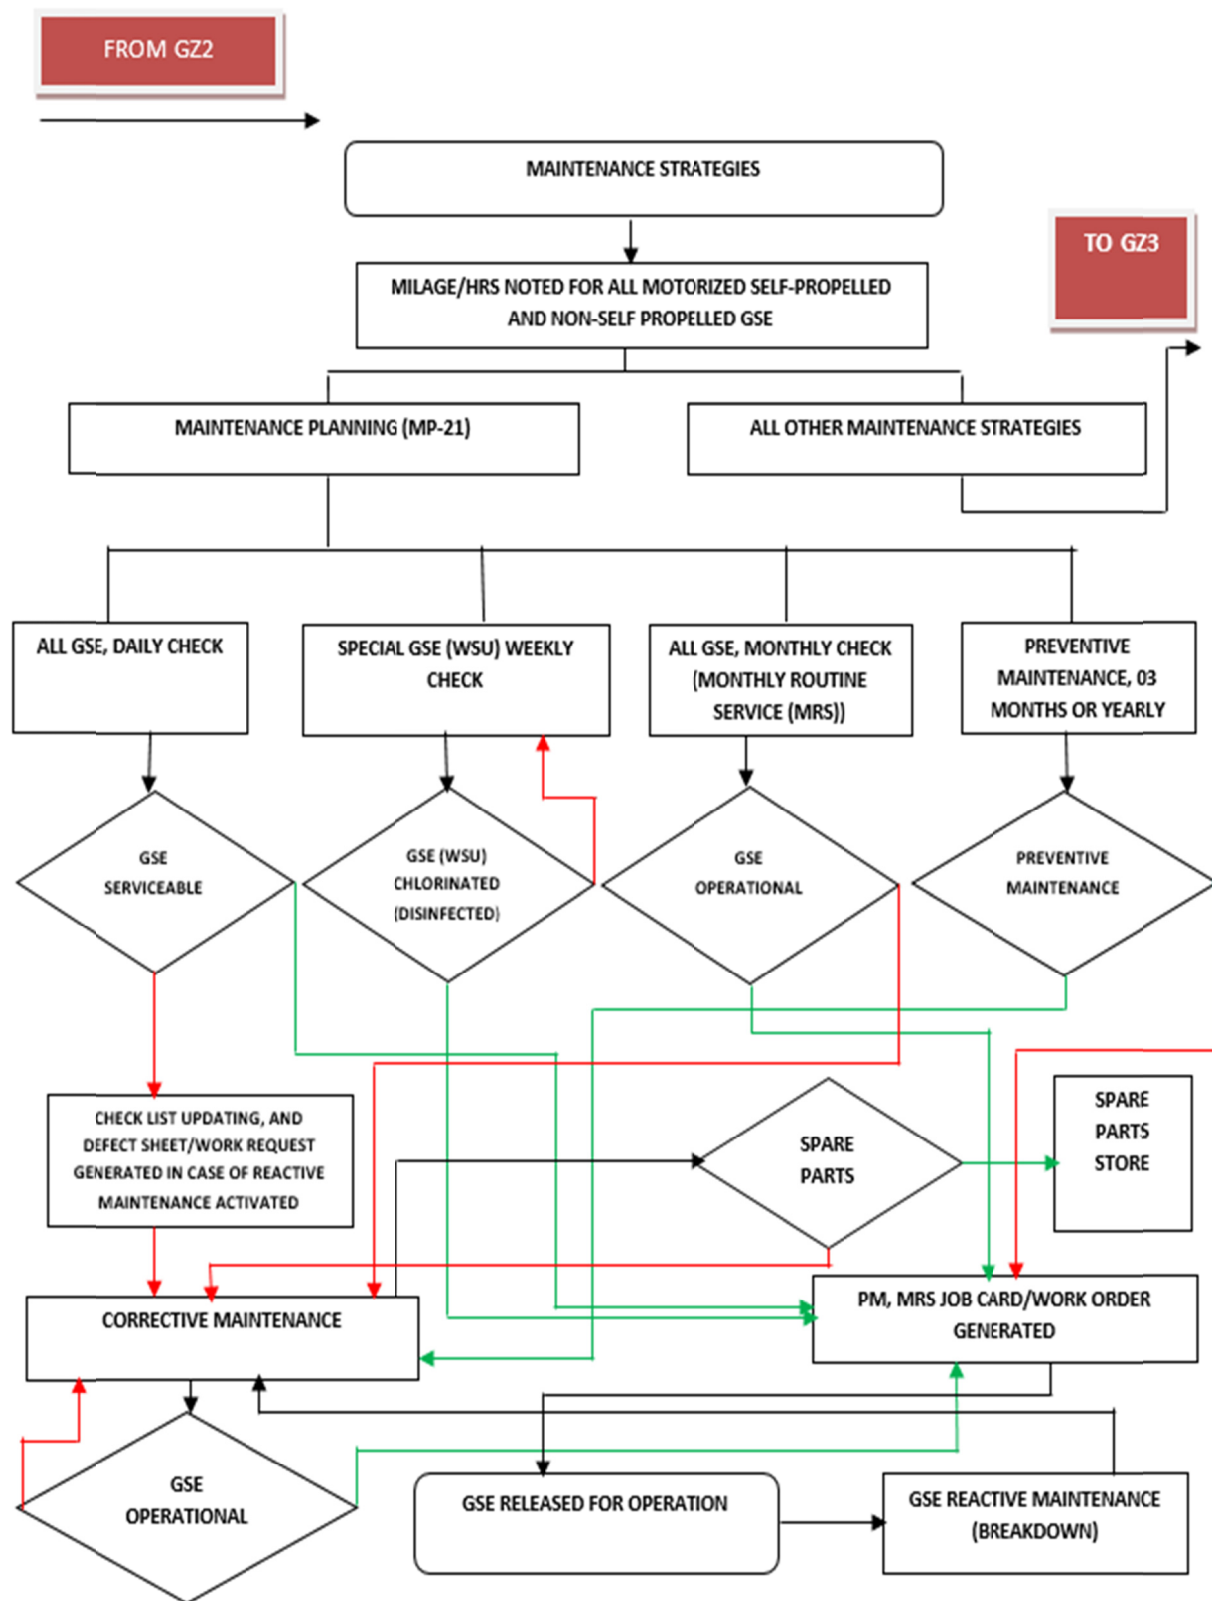 FROM GZ2
MAINTENANCE STRATEGIES
TO GZ3
MILAGE/HRS NOTED FOR ALL MOTORIZED SELF-PROPELLED
AND NON-SELF PROPELLED GSE
MAINTENANCE PLANNING (MP-21)
ALL OTHER MAINTENANCE STRATEGIES
ALL GSE, DAILY CHECK
SPECIAL GSE (WSU) WEEKLY
CHECK
ALL GSE, MONTHLY CHECK
(MONTHLY ROUTINE
SERVICE (MRS))
PREVENTIVE
MAINTENANCE, 03
MONTHS OR YEARLY
GSE
SERVICEABLE
GSE (WSU)
CHLORINATED
(DISINFECTED)
GSE
OPERATIONAL
PREVENTIVE
MAINTENANCE
CHECK LIST UPDATING, AND
DEFECT SHEET/WORK REQUEST
GENERATED IN CASE OF REACTIVE
MAINTENANCE ACTIVATED
SPARE
PARTS
SPARE
PARTS
STORE
CORRECTIVE MAINTENANCE
PM, MRS JOB CARD/WORK ORDER
GENERATED
GSE
OPERATIONAL
GSE RELEASED FOR OPERATION
GSE REACTIVE MAINTENANCE
(BREAKDOWN)